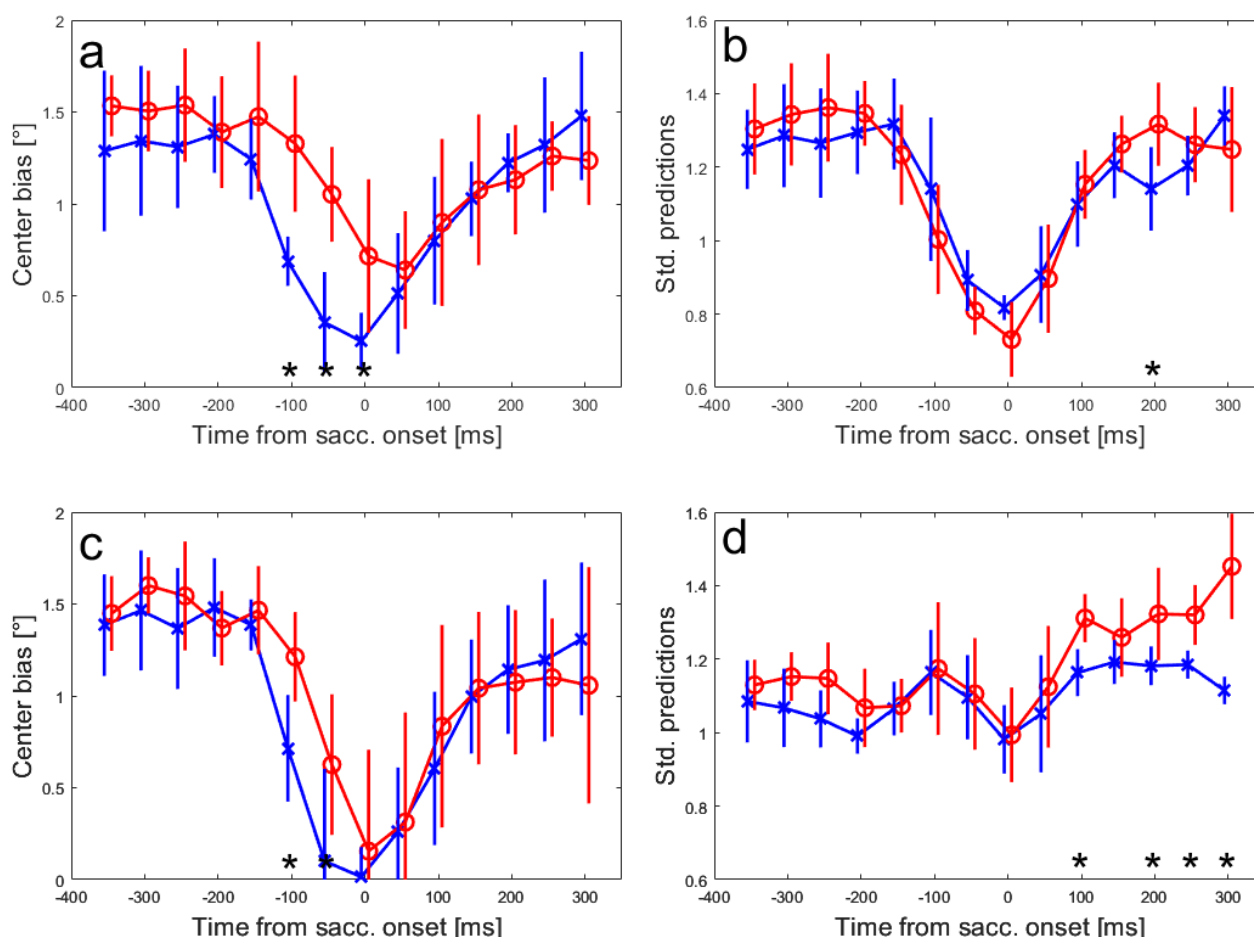 a
2
1.5
1
0.5
0
Center bias [°]
-400 -300 -200 -100 0 100 200 300
Time from sacc. onset [ms]
* * *
b
1.6
1.4
1.2
1
0.8
0.6
Std. predictions
-400 -300 -200 -100 0 100 200 300
Time from sacc. onset [ms]
*
c
2
1.5
1
0.5
0
Center bias [°]
-400 -300 -200 -100 0 100 200 300
Time from sacc. onset [ms]
* *
d
1.6
1.4
1.2
1
0.8
0.6
Std. predictions
-400 -300 -200 -100 0 100 200 300
Time from sacc. onset [ms]
* * * *